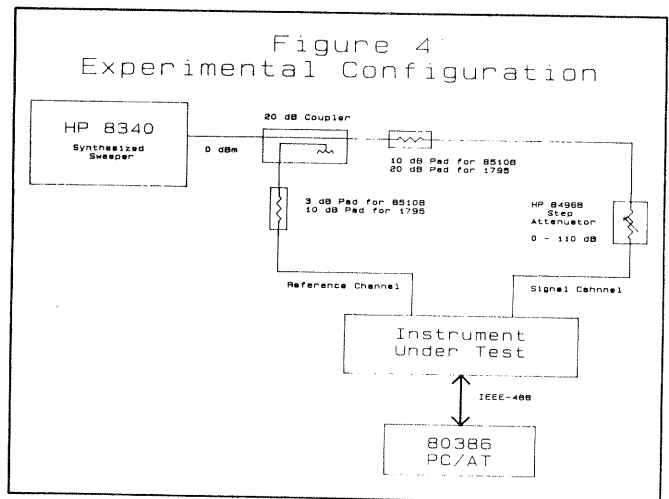 Figure 4
Experimental Configuration
HP 8340
Synthesized
Sweeper
0 dBm
20 dB Coupler
10 dB Pad for 8510B
20 dB Pad for 1795
3 dB Pad for 8510B
10 dB Pad for 1795
HP 8496B
Step
Attenuator
0 - 110 dB
Reference Channel
Signal Cahnnel
Instrument
Under Test
IEEE-488
80386
PC/AT